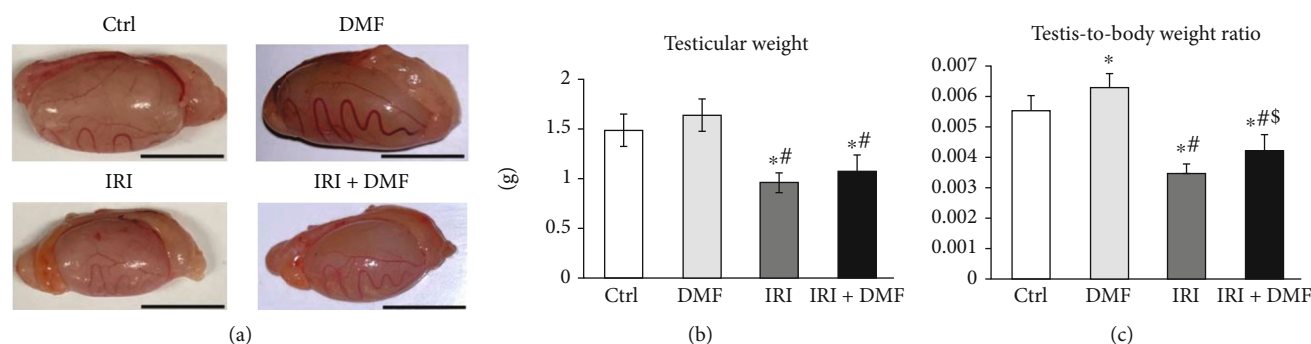 Ctrl
DMF
IRI
IRI + DMF
(a)
Testicular weight
(g)
2
1.5
1
0.5
0
*#
*#
Ctrl
DMF
IRI
IRI + DMF
(b)
Testis-to-body weight ratio
0.007
0.006
0.005
0.004
0.003
0.002
0.001
0
*
*#
*#$
Ctrl
DMF
IRI
IRI + DMF
(c)